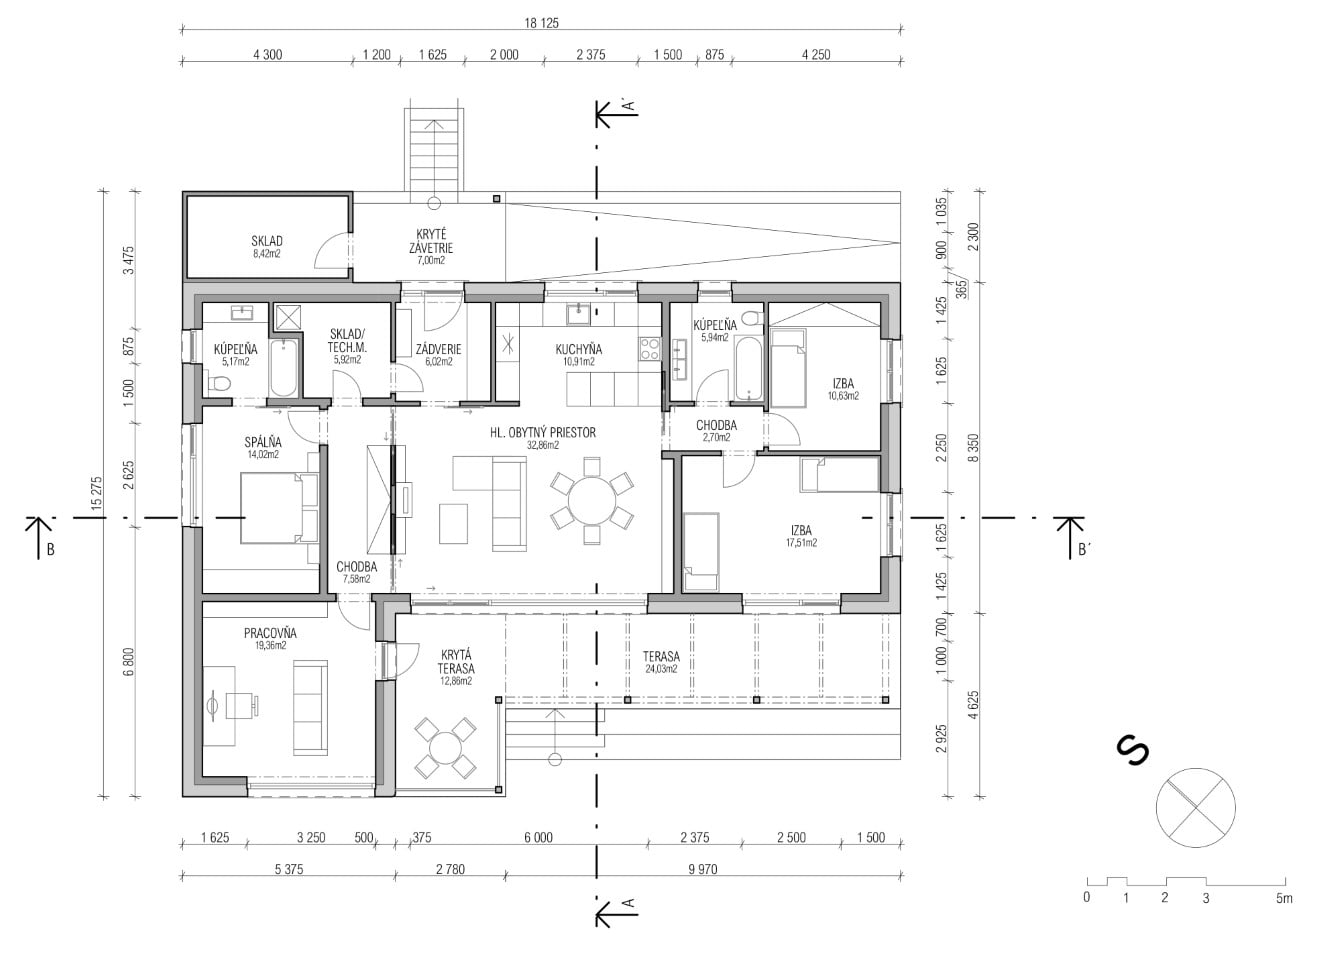 18 125
4 300
1 200
1 625
2 000
2 375
1 500
875
4 250
A´
SKLAD
8,42m2
KRYTÉ
ZÁVETRIE
7,00m2
3 475
875
1 500
2 625
6 800
15 275
1 035
900
365
1 425
1 625
2 250
1 625
1 425
700
1 000
2 925
2 300
8 350
4 625
KÚPEĽŇA
5,17m2
SKLAD/
TECH.M.
5,92m2
ZÁDVERIE
6,02m2
KUCHYŇA
10,91m2
KÚPEĽŇA
5,94m2
IZBA
10,63m2
SPÁLŇA
14,02m2
HL. OBYTNÝ PRIESTOR
32,86m2
CHODBA
2,70m2
IZBA
17,51m2
B
B´
CHODBA
7,58m2
PRACOVŇA
19,36m2
KRYTÁ
TERASA
12,86m2
TERASA
24,03m2
S
1 625
3 250
500
375
6 000
2 375
2 500
1 500
5 375
2 780
9 970
A
0 1 2 3 5m